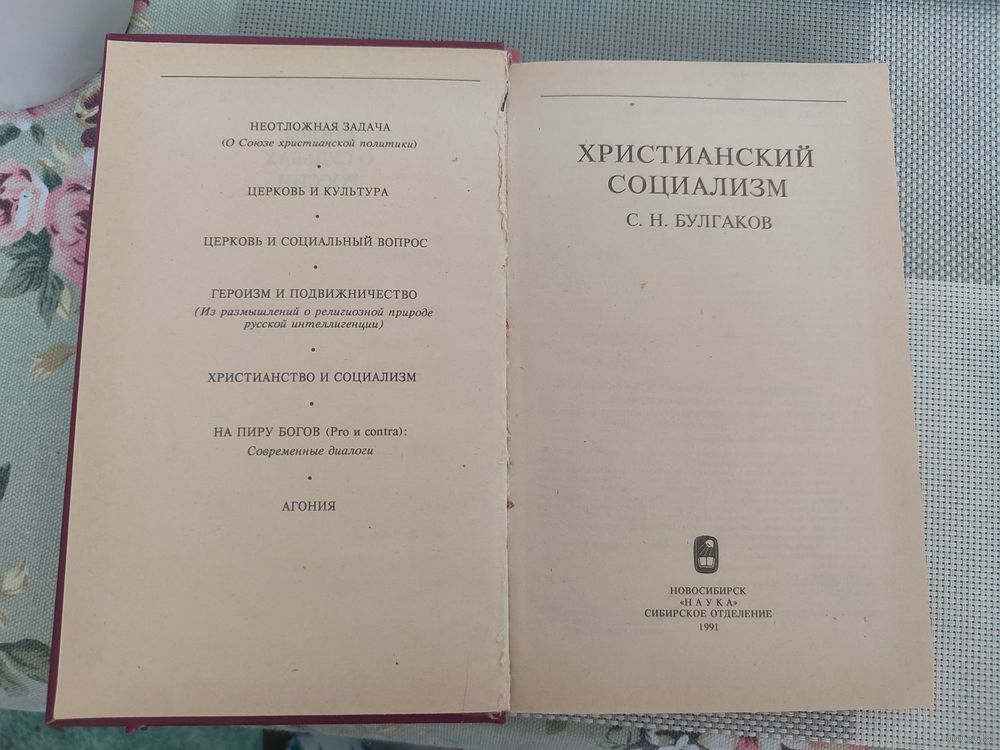 НЕОТЛОЖНАЯ ЗАДАЧА
(О Союзе христианской политики)
•
ЦЕРКОВЬ И КУЛЬТУРА
•
ЦЕРКОВЬ И СОЦИАЛЬНЫЙ ВОПРОС
•
ГЕРОИЗМ И ПОДВИЖНИЧЕСТВО
(Из размышлений о религиозной природе
русской интеллигенции)
•
ХРИСТИАНСТВО И СОЦИАЛИЗМ
•
НА ПИРУ БОГОВ (Pro и contra):
Современные диалоги
•
АГОНИЯ
ХРИСТИАНСКИЙ
СОЦИАЛИЗМ
С. Н. БУЛГАКОВ
НОВОСИБИРСК
«НАУКА»
СИБИРСКОЕ ОТДЕЛЕНИЕ
1991